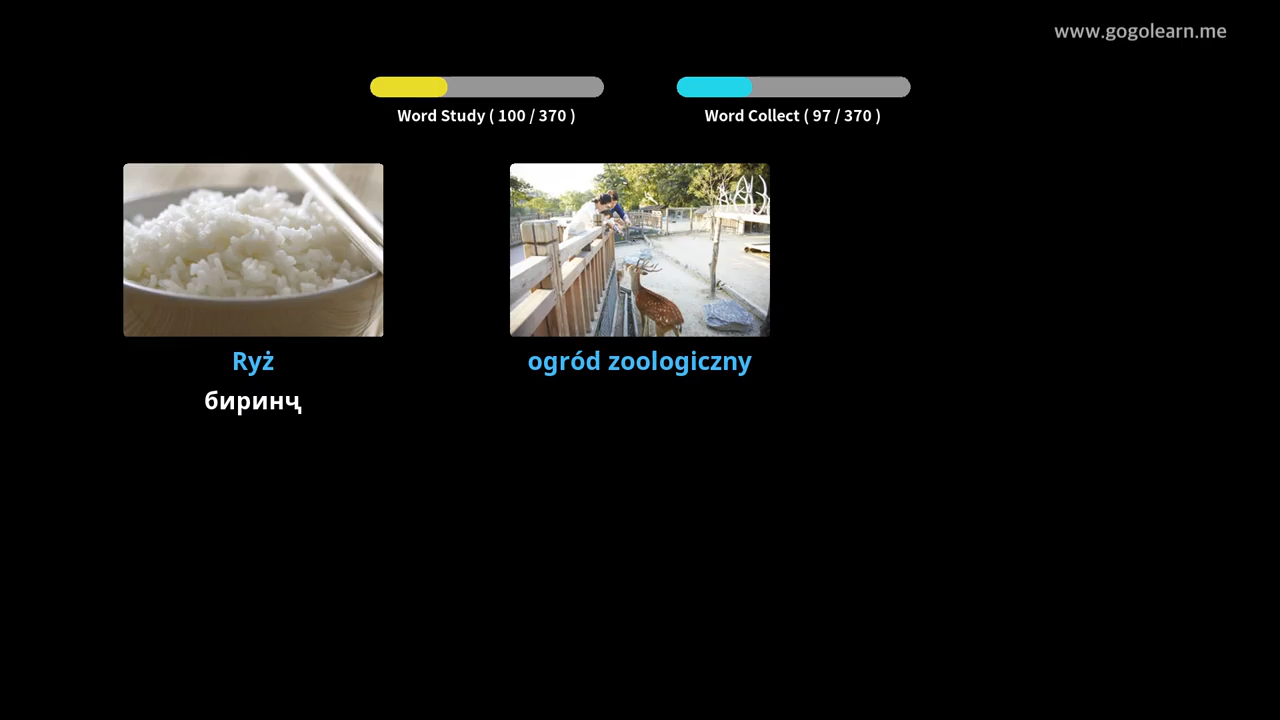 www.gogolearn.me
Word Study ( 100 / 370 )
Word Collect ( 97 / 370 )
Ryż
ogród zoologiczny
биринҷ